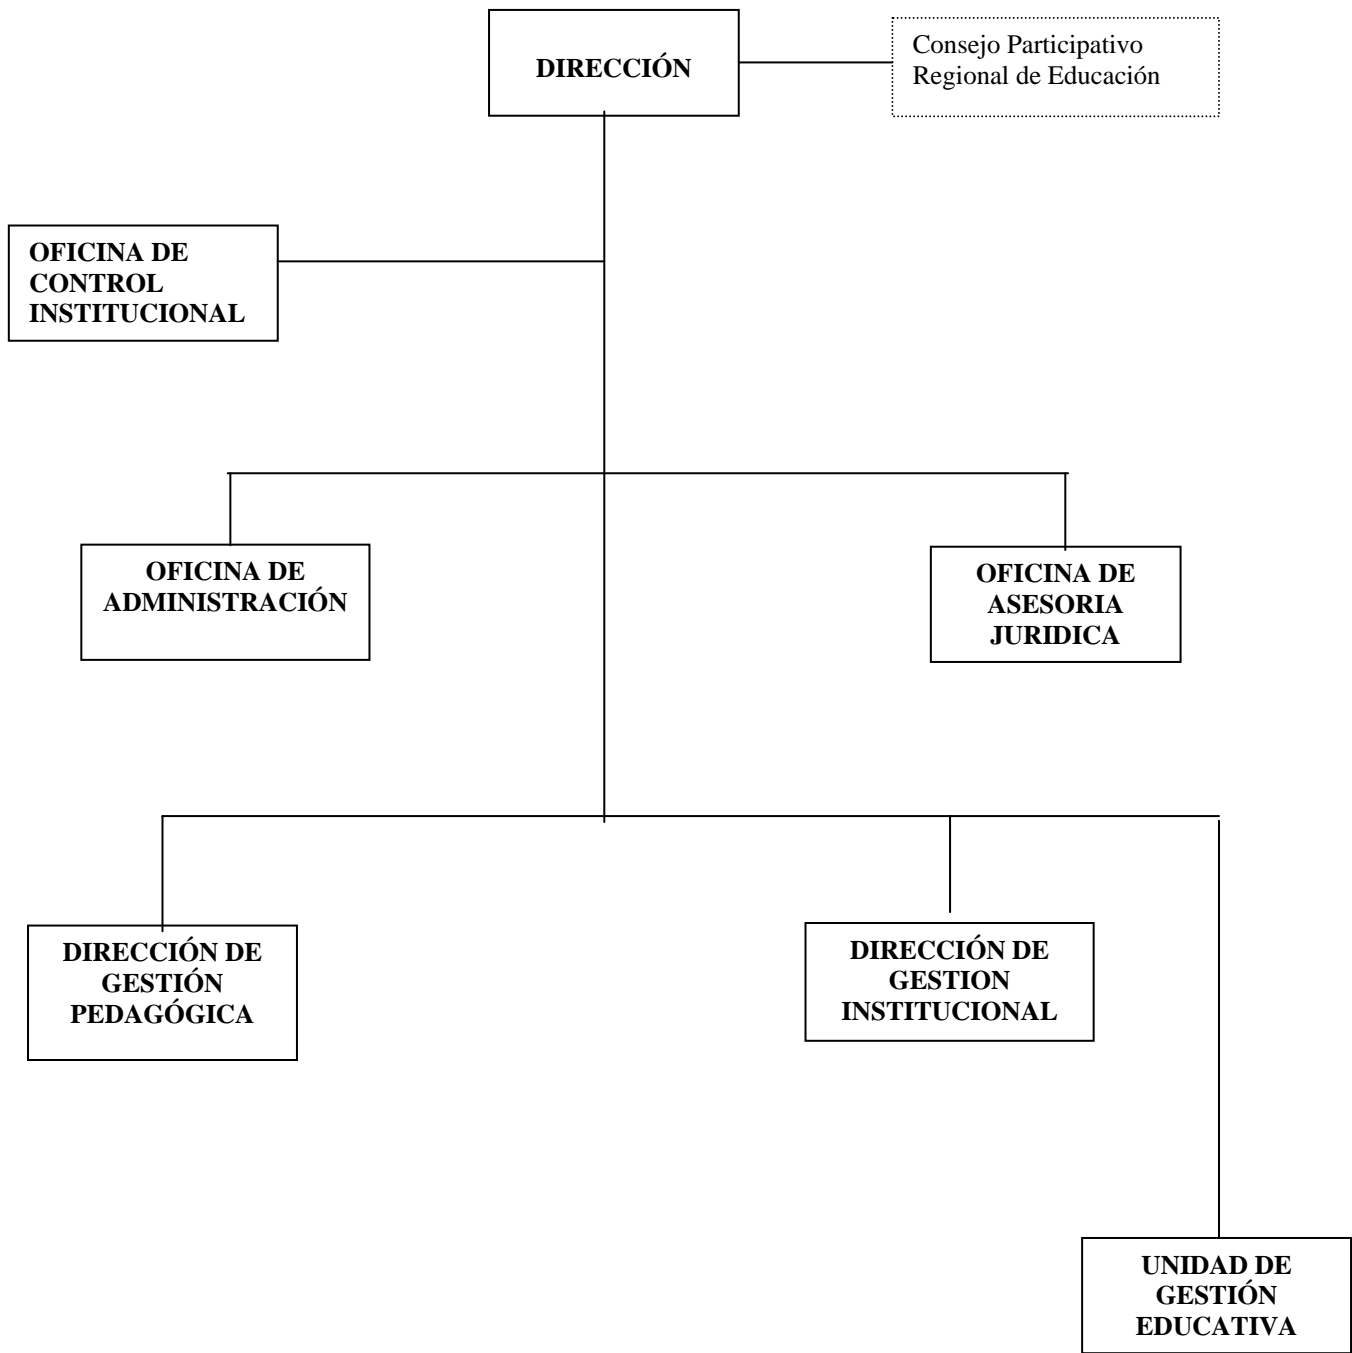 DIRECCIÓN
Consejo Participativo
Regional de Educación
OFICINA DE
CONTROL
INSTITUCIONAL
OFICINA DE
ADMINISTRACIÓN
OFICINA DE
ASESORIA
JURIDICA
DIRECCIÓN DE
GESTIÓN
PEDAGÓGICA
DIRECCIÓN DE
GESTION
INSTITUCIONAL
UNIDAD DE
GESTIÓN
EDUCATIVA